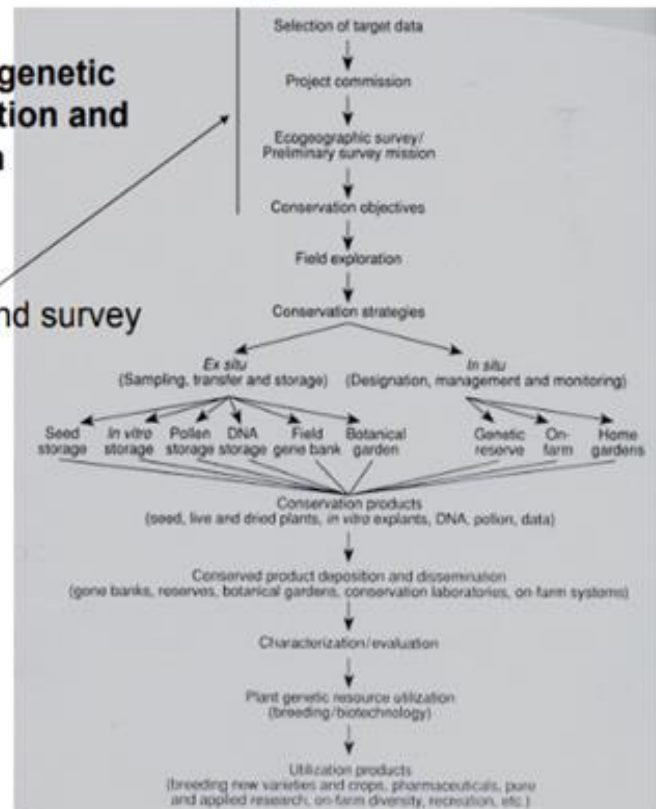 genetic
tion and
n
nd survey
Selection of target data
Project commission
Ecogeographic survey/
Preliminary survey mission
Conservation objectives
Field exploration
Conservation strategies
Ex situ
(Sampling, transfer and storage)
In situ
(Designation, management and monitoring)
Seed
storage
In vitro
storage
Pollen
storage
DNA
storage
Field
gene bank
Botanical
garden
Genetic
reserve
On-
farm
Home
gardens
Conservation products
(seed, live and dried plants, in vitro explants, DNA, pollen, data)
Conserved product deposition and dissemination
(gene banks, reserves, botanical gardens, conservation laboratories, on-farm systems)
Characterization/evaluation
Plant genetic resource utilization
(breeding/biotechnology)
Utilization products
(breeding new varieties and crops, pharmaceuticals, pure
and applied research, on-farm diversity, recreation, etc.)